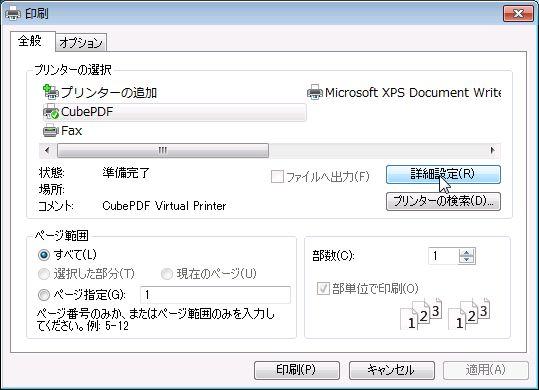 印刷
全般 オプション
プリンターの選択
プリンターの追加 Microsoft XPS Document Write
CubePDF
Fax
状態: 準備完了 ファイルへ出力(F) 詳細設定(R)
場所:
コメント: CubePDF Virtual Printer プリンターの検索(D)...
ページ範囲
すべて(L) 部数(C): 1
選択した部分(T) 現在のページ(U)
ページ指定(G): 1 部単位で印刷(O)
ページ番号のみか、またはページ範囲のみを入力
してください。例: 5-12
1 2 3 1 2 3
印刷(P) キャンセル 適用(A)